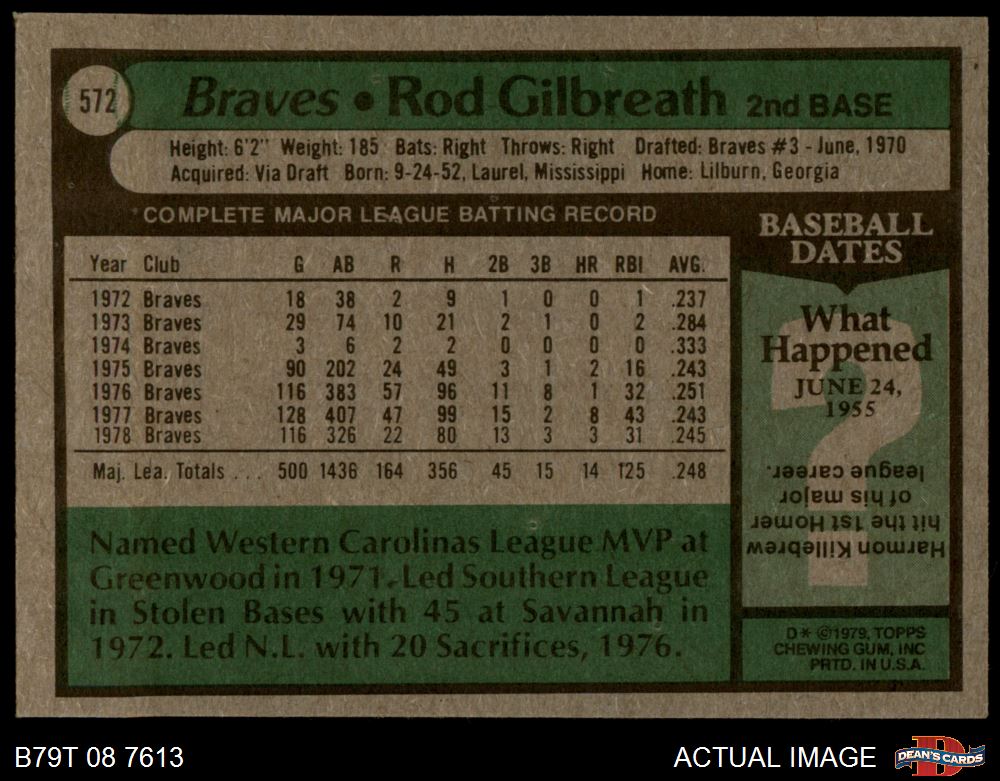 572
Braves • Rod Gilbreath 2nd BASE
Height: 6'2" Weight: 185 Bats: Right Throws: Right Drafted: Braves #3 - June, 1970
Acquired: Via Draft Born: 9-24-52, Laurel, Mississippi Home: Lilburn, Georgia
COMPLETE MAJOR LEAGUE BATTING RECORD
Year Club G AB R H 2B 3B HR RBI AVG.
1972 Braves 18 38 2 9 1 0 0 1 .237
1973 Braves 29 74 10 21 2 1 0 2 .284
1974 Braves 3 6 2 2 0 0 0 0 .333
1975 Braves 90 202 24 49 3 1 2 16 .243
1976 Braves 116 383 57 96 11 8 1 32 .251
1977 Braves 128 407 47 99 15 2 8 43 .243
1978 Braves 116 326 22 80 13 3 3 31 .245
Maj. Lea. Totals . . . 500 1436 164 356 45 15 14 125 .248
Named Western Carolinas League MVP at
Greenwood in 1971. Led Southern League
in Stolen Bases with 45 at Savannah in
1972. Led N.L. with 20 Sacrifices, 1976.
BASEBALL
DATES
What
Happened
JUNE 24,
1955
?
Harmon Killebrew
hit the 1st Homer
of his major
league career.
D* ©1979, TOPPS
CHEWING GUM, INC
PRTD. IN U.S.A.
B79T 08 7613
ACTUAL IMAGE
D
DEAN'S CARDS